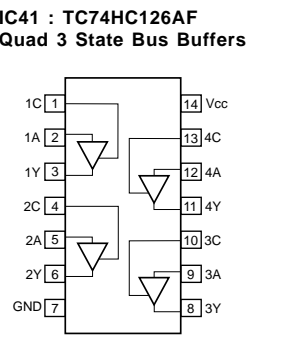 IC41 : TC74HC126AF
Quad 3 State Bus Buffers
1C 1 14 Vcc
1A 2 13 4C
1Y 3 12 4A
2C 4 11 4Y
2A 5 10 3C
2Y 6 9 3A
GND 7 8 3Y